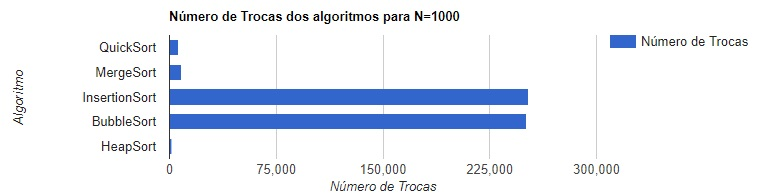 Número de Trocas dos algoritmos para N=1000
Número de Trocas
Algoritmo
QuickSort
MergeSort
InsertionSort
BubbleSort
HeapSort
0 75,000 150,000 225,000 300,000
Número de Trocas